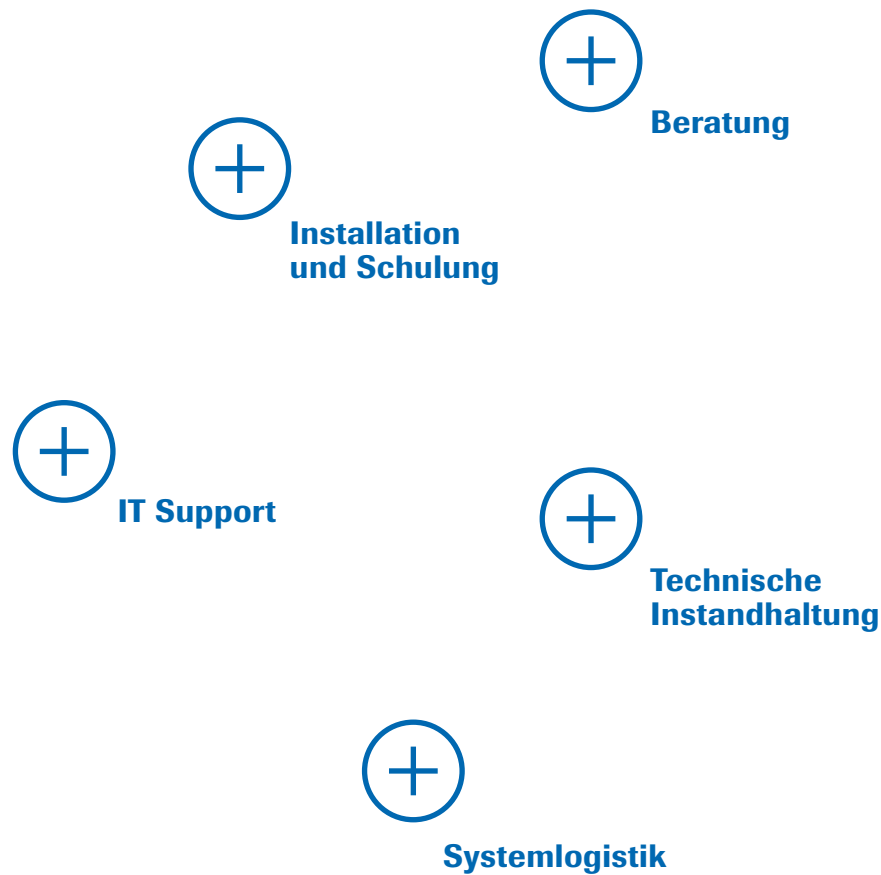 Beratung
Installation
und Schulung
IT Support
Technische
Instandhaltung
Systemlogistik